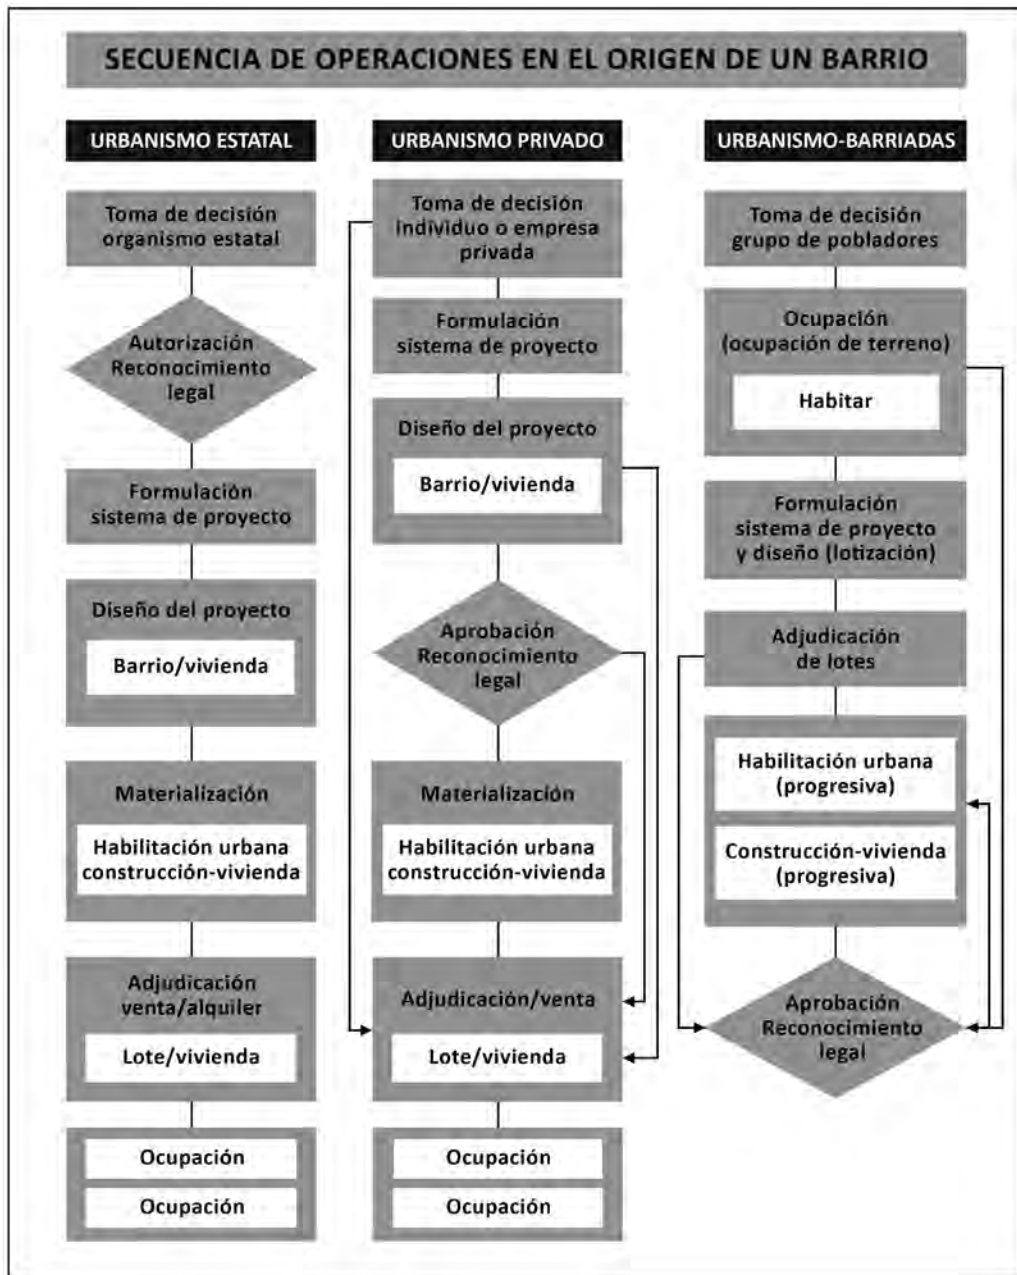 SECUENCIA DE OPERACIONES EN EL ORIGEN DE UN BARRIO
URBANISMO ESTATAL
Toma de decisión
organismo estatal
Autorización
Reconocimiento
legal
Formulación
sistema de proyecto
Diseño del proyecto
Barrio/vivienda
Materialización
Habilitación urbana
construcción-vivienda
Adjudicación
venta/alquiler
Lote/vivienda
Ocupación
Ocupación
URBANISMO PRIVADO
Toma de decisión
individuo o empresa
privada
Formulación
sistema de proyecto
Diseño del proyecto
Barrio/vivienda
Aprobación
Reconocimiento
legal
Materialización
Habilitación urbana
construcción-vivienda
Adjudicación/venta
Lote/vivienda
Ocupación
Ocupación
URBANISMO-BARRIADAS
Toma de decisión
grupo de pobladores
Ocupación
(ocupación de terreno)
Habitar
Formulación
sistema de proyecto
y diseño (lotización)
Adjudicación
de lotes
Habilitación urbana
(progresiva)
Construcción-vivienda
(progresiva)
Aprobación
Reconocimiento
legal